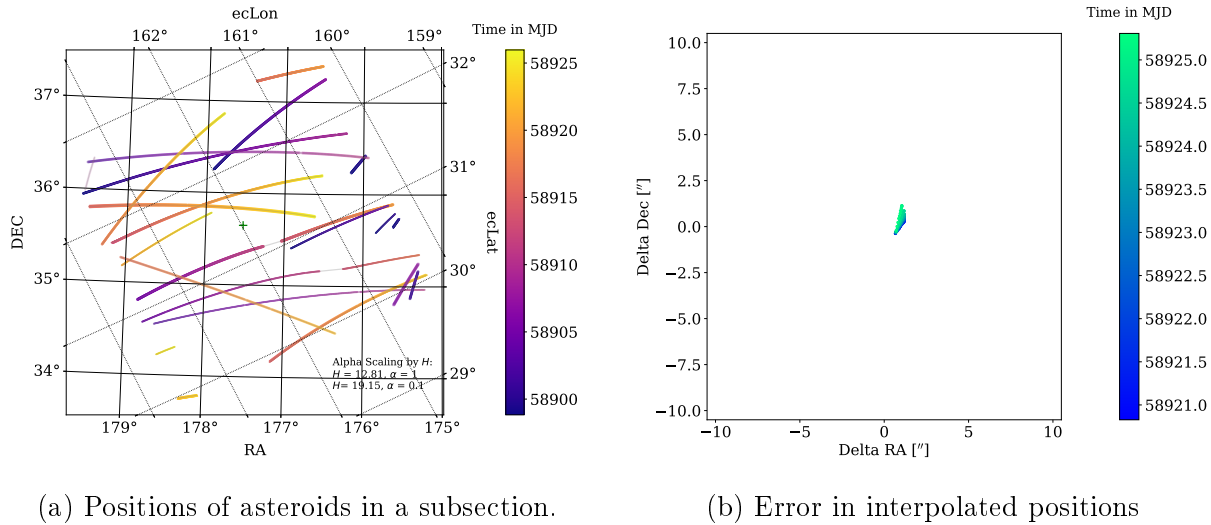 ecLon
Time in MJD
162° 161° 160° 159°
32°
31°
30°
29°
ecLat
37°
36°
35°
34°
DEC
179° 178° 177° 176° 175°
RA
Alpha Scaling by H:
H = 12.81, α = 1
H= 19.15, α = 0.1
58925
58920
58915
58910
58905
58900
(a) Positions of asteroids in a subsection.
Time in MJD
10.0
7.5
5.0
2.5
0.0
−2.5
−5.0
−7.5
−10.0
Delta Dec [″]
−10 −5 0 5 10
Delta RA [″]
58925.0
58924.5
58924.0
58923.5
58923.0
58922.5
58922.0
58921.5
58921.0
(b) Error in interpolated positions